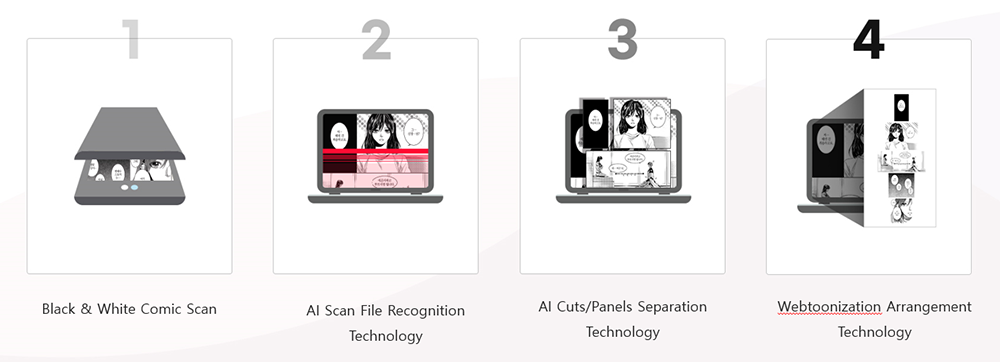 1
2
3
4
Black & White Comic Scan
AI Scan File Recognition
Technology
AI Cuts/Panels Separation
Technology
Webtoonization Arrangement
Technology